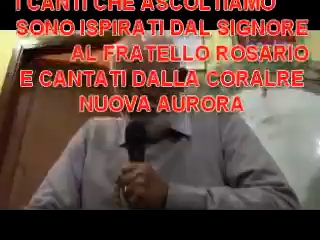 I CANTI CHE ASCOLTIAMO
SONO ISPIRATI DAL SIGNORE
AL FRATELLO ROSARIO
E CANTATI DALLA CORALRE
NUOVA AURORA